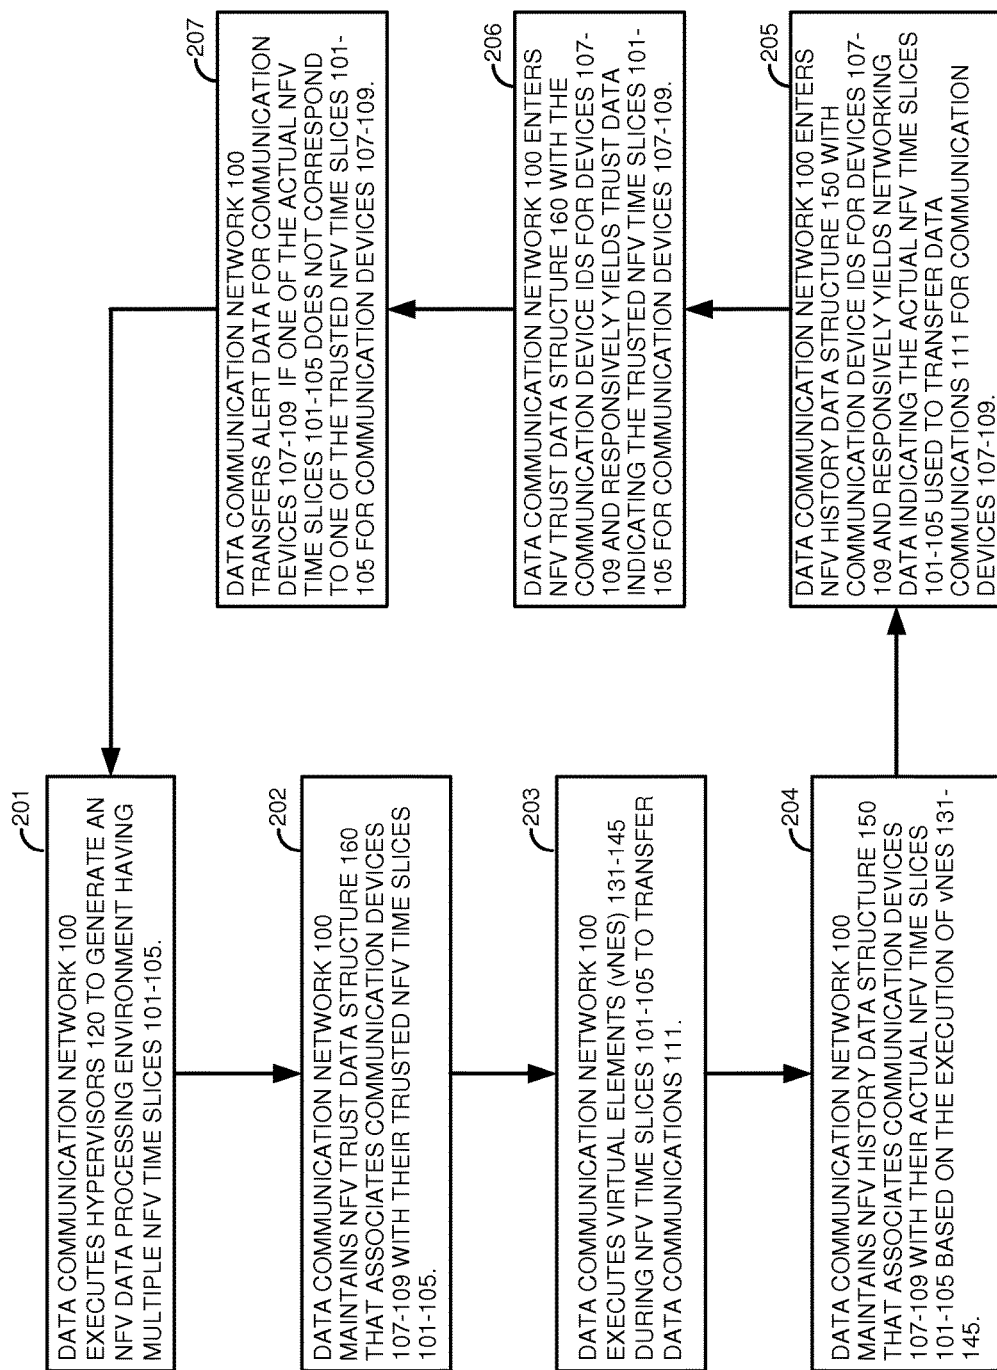 201
DATA COMMUNICATION NETWORK 100
EXECUTES HYPERVISORS 120 TO GENERATE AN
NFV DATA PROCESSING ENVIRONMENT HAVING
MULTIPLE NFV TIME SLICES 101-105.
202
DATA COMMUNICATION NETWORK 100
MAINTAINS NFV TRUST DATA STRUCTURE 160
THAT ASSOCIATES COMMUNICATION DEVICES
107-109 WITH THEIR TRUSTED NFV TIME SLICES
101-105.
203
DATA COMMUNICATION NETWORK 100
EXECUTES VIRTUAL ELEMENTS (vNES) 131-145
DURING NFV TIME SLICES 101-105 TO TRANSFER
DATA COMMUNICATIONS 111.
204
DATA COMMUNICATION NETWORK 100
MAINTAINS NFV HISTORY DATA STRUCTURE 150
THAT ASSOCIATES COMMUNICATION DEVICES
107-109 WITH THEIR ACTUAL NFV TIME SLICES
101-105 BASED ON THE EXECUTION OF vNES 131-
145.
205
DATA COMMUNICATION NETWORK 100 ENTERS
NFV HISTORY DATA STRUCTURE 150 WITH
COMMUNICATION DEVICE IDS FOR DEVICES 107-
109 AND RESPONSIVELY YIELDS NETWORKING
DATA INDICATING THE ACTUAL NFV TIME SLICES
101-105 USED TO TRANSFER DATA
COMMUNICATIONS 111 FOR COMMUNICATION
DEVICES 107-109.
206
DATA COMMUNICATION NETWORK 100 ENTERS
NFV TRUST DATA STRUCTURE 160 WITH THE
COMMUNICATION DEVICE IDS FOR DEVICES 107-
109 AND RESPONSIVELY YIELDS TRUST DATA
INDICATING THE TRUSTED NFV TIME SLICES 101-
105 FOR COMMUNICATION DEVICES 107-109.
207
DATA COMMUNICATION NETWORK 100
TRANSFERS ALERT DATA FOR COMMUNICATION
DEVICES 107-109 IF ONE OF THE ACTUAL NFV
TIME SLICES 101-105 DOES NOT CORRESPOND
TO ONE OF THE TRUSTED NFV TIME SLICES 101-
105 FOR COMMUNICATION DEVICES 107-109.